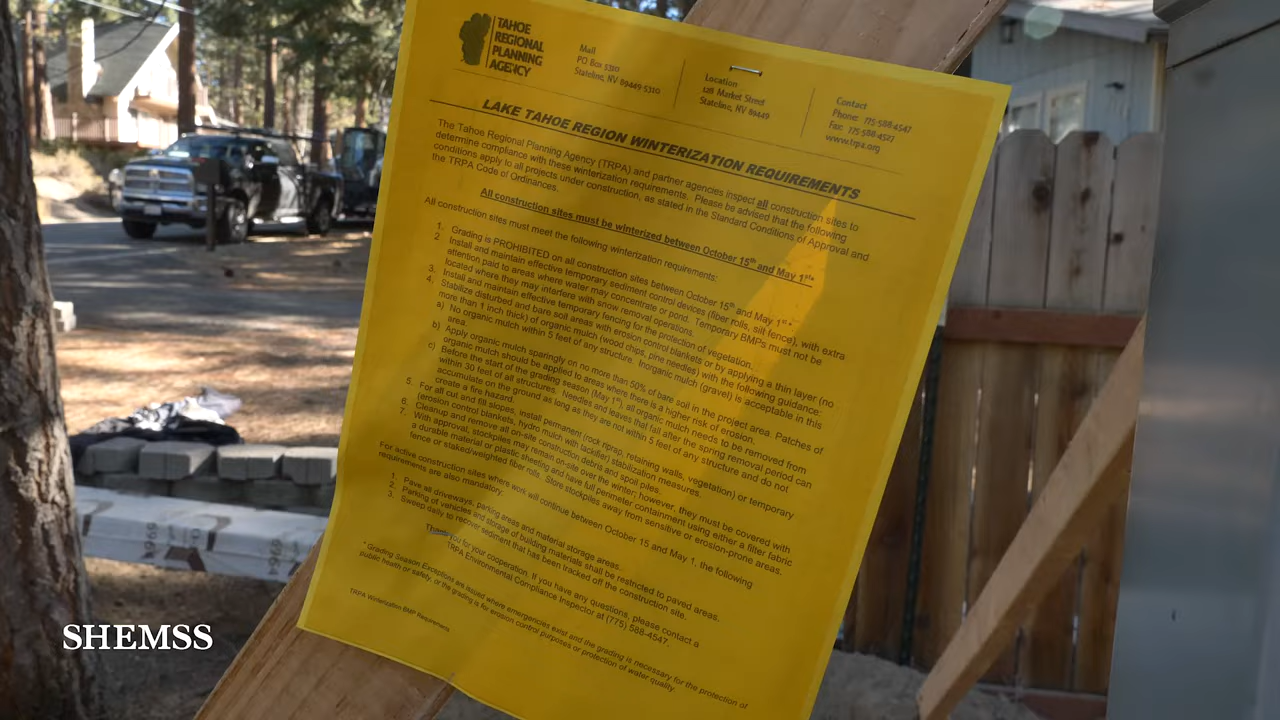 TAHOE
REGIONAL
PLANNING
AGENCY
Mail
PO Box 5310
Stateline, NV 89449-5310
Location
128 Market Street
Stateline, NV 89449
Contact
Phone: 775-588-4547
Fax: 775-588-4527
www.trpa.org
LAKE TAHOE REGION WINTERIZATION REQUIREMENTS
The Tahoe Regional Planning Agency (TRPA) and partner agencies inspect all construction sites to
determine compliance with these winterization requirements. Please be advised that the following
conditions apply to all projects under construction, as stated in the Standard Conditions of Approval and
the TRPA Code of Ordinances.
All construction sites must be winterized between October 15th and May 1st*
All construction sites must meet the following winterization requirements:
1. Grading is PROHIBITED on all construction sites between October 15th and May 1st*
2. Install and maintain effective temporary sediment control devices (fiber rolls, silt fence), with extra
attention paid to areas where water may concentrate or pond. Temporary BMPs must not be
located where they may interfere with snow removal operations.
3. Install and maintain effective temporary fencing for the protection of vegetation.
4. Stabilize disturbed and bare soil areas with erosion control blankets or by applying a thin layer (no
more than 1 inch thick) of organic mulch (wood chips, pine needles) with the following guidance:
a) No organic mulch within 5 feet of any structure. Inorganic mulch (gravel) is acceptable in this
area.
b) Apply organic mulch sparingly on no more than 50% of bare soil in the project area. Patches of
organic mulch should be applied to areas where there is a higher risk of erosion.
c) Before the start of the grading season (May 1st), all organic mulch needs to be removed from
within 30 feet of all structures. Needles and leaves that fall after the spring removal period can
accumulate on the ground as long as they are not within 5 feet of any structure and do not
create a fire hazard.
5. For all cut and fill slopes, install permanent (rock riprap, retaining walls, vegetation) or temporary
(erosion control blankets, hydro mulch with tackifier) stabilization measures.
6. Cleanup and remove all on-site construction debris and spoil piles.
7. With approval, stockpiles may remain on-site over the winter; however, they must be covered with
a durable material or plastic sheeting and have full perimeter containment using either a filter fabric
fence or staked/weighted fiber rolls. Store stockpiles away from sensitive or erosion-prone areas.
For active construction sites where work will continue between October 15 and May 1, the following
requirements are also mandatory:
1. Pave all driveways, parking areas and material storage areas.
2. Parking of vehicles and storage of building materials shall be restricted to paved areas.
3. Sweep daily to recover segment that has been tracked off the construction site.
Thank you for your cooperation. If you have any questions, please contact a
TRPA Environmental Compliance Inspector at (775) 588-4547.
* Grading Season Exceptions are issued where emergencies exist and the grading is necessary for the protection of
public health or safety, or the grading is for erosion control purposes or protection of water quality.
TRPA Winterization BMP Requirement
SHEMSS